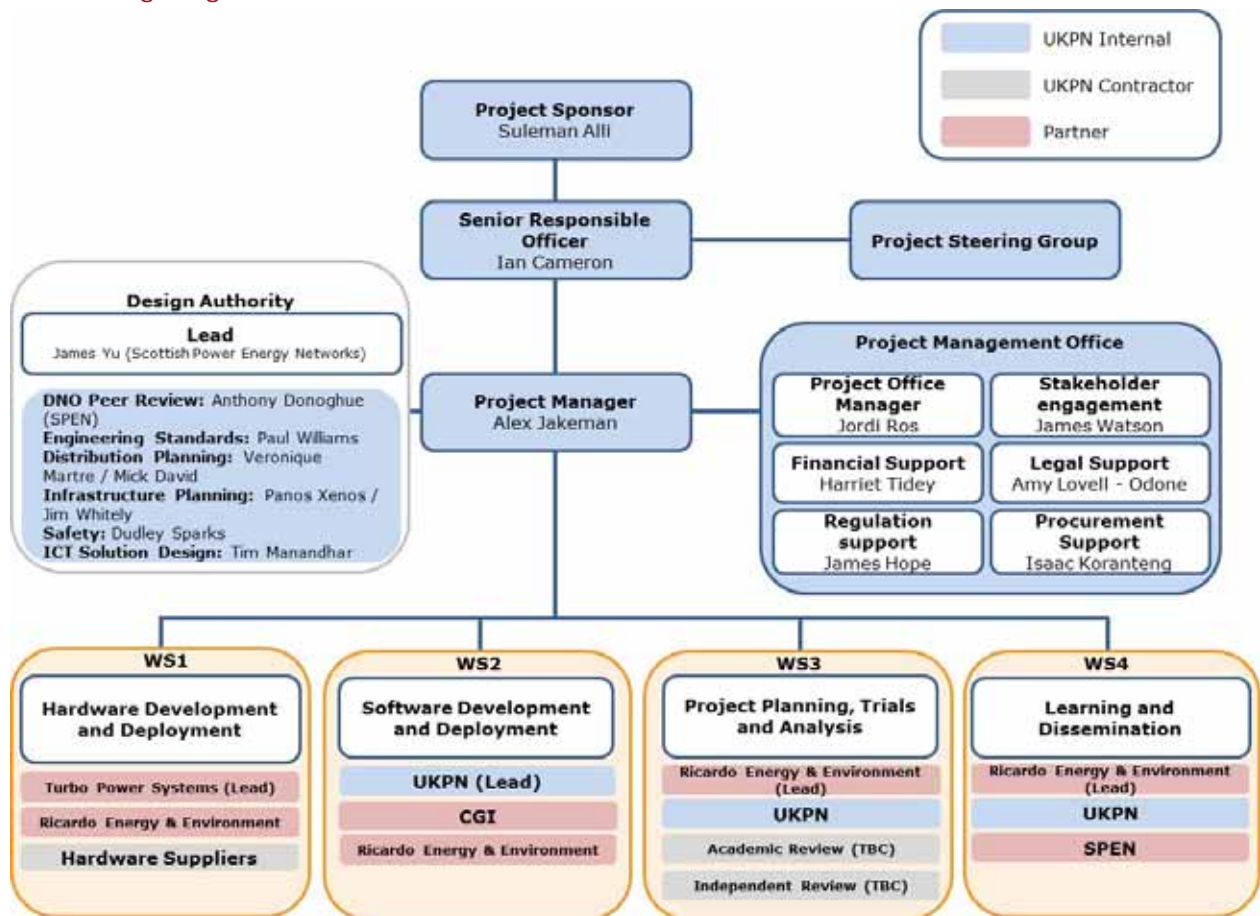 UKPN Internal
UKPN Contractor
Partner
Project Sponsor
Suleman Alli
Senior Responsible
Officer
Ian Cameron
Project Steering Group
Design Authority
Lead
James Yu (Scottish Power Energy Networks)
DNO Peer Review: Anthony Donoghue
(SPEN)
Engineering Standards: Paul Williams
Distribution Planning: Veronique
Martre / Mick David
Infrastructure Planning: Panos Xenos /
Jim Whitely
Safety: Dudley Sparks
ICT Solution Design: Tim Manandhar
Project Manager
Alex Jakeman
Project Management Office
Project Office
Manager
Jordi Ros
Stakeholder
engagement
James Watson
Financial Support
Harriet Tidey
Legal Support
Amy Lovell - Odone
Regulation
support
James Hope
Procurement
Support
Isaac Koranteng
WS1
Hardware Development
and Deployment
Turbo Power Systems (Lead)
Ricardo Energy & Environment
Hardware Suppliers
WS2
Software Development
and Deployment
UKPN (Lead)
CGI
Ricardo Energy & Environment
WS3
Project Planning, Trials
and Analysis
Ricardo Energy & Environment
(Lead)
UKPN
Academic Review (TBC)
Independent Review (TBC)
WS4
Learning and
Dissemination
Ricardo Energy & Environment
(Lead)
UKPN
SPEN